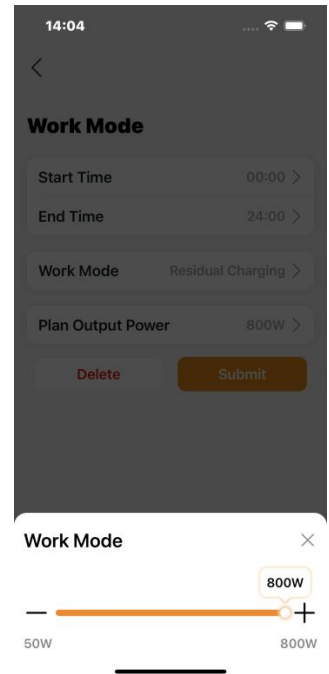 14:04
Work Mode
Start Time 00:00
End Time 24:00
Work Mode Residual Charging
Plan Output Power 800W
Delete Submit
Work Mode
800W
50W 800W